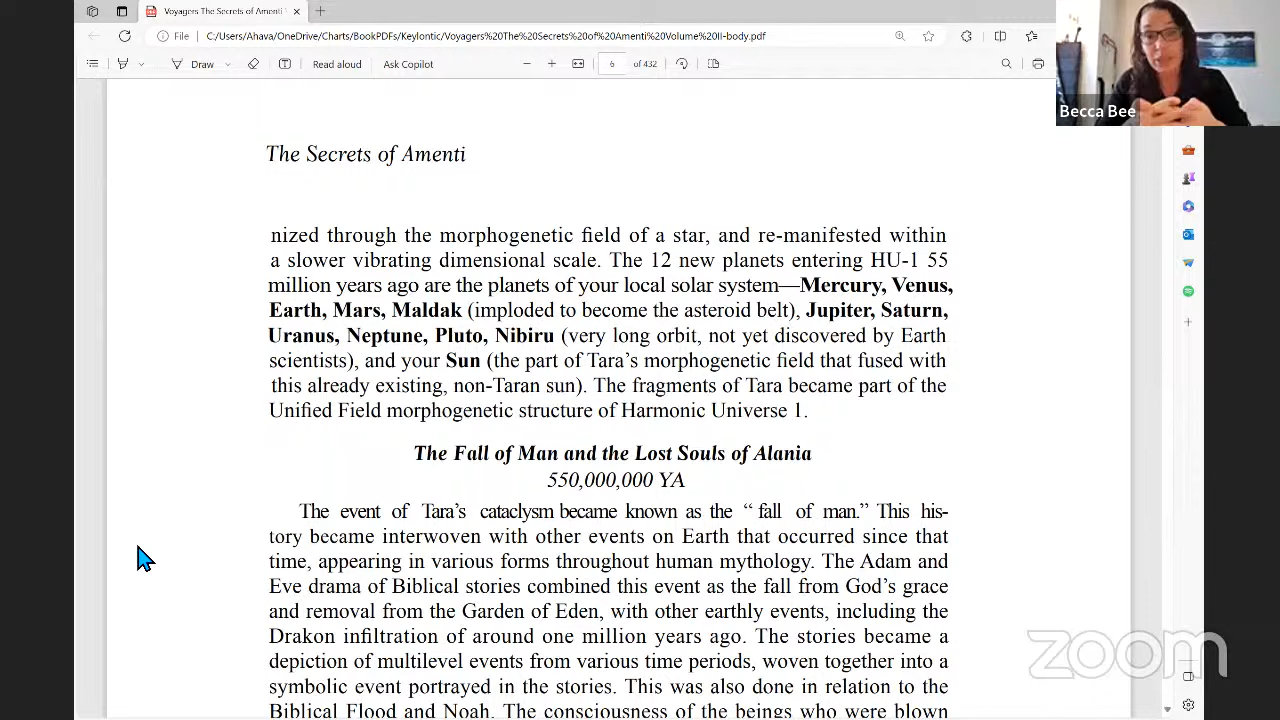 Voyagers The Secrets of Amenti
File C:/Users/Ahava/OneDrive/Charts/BookPDFs/Keylontic/Voyagers%20The%20Secrets%20of%20Amenti%20Volume%20II-body.pdf
Draw Read aloud Ask Copilot 6 of 432
Becca Bee
The Secrets of Amenti
nized through the morphogenetic field of a star, and re-manifested within
a slower vibrating dimensional scale. The 12 new planets entering HU-1 55
million years ago are the planets of your local solar system—Mercury, Venus,
Earth, Mars, Maldak (imploded to become the asteroid belt), Jupiter, Saturn,
Uranus, Neptune, Pluto, Nibiru (very long orbit, not yet discovered by Earth
scientists), and your Sun (the part of Tara’s morphogenetic field that fused with
this already existing, non-Taran sun). The fragments of Tara became part of the
Unified Field morphogenetic structure of Harmonic Universe 1.
The Fall of Man and the Lost Souls of Alania
550,000,000 YA
The event of Tara’s cataclysm became known as the “ fall of man.” This his-
tory became interwoven with other events on Earth that occurred since that
time, appearing in various forms throughout human mythology. The Adam and
Eve drama of Biblical stories combined this event as the fall from God’s grace
and removal from the Garden of Eden, with other earthly events, including the
Drakon infiltration of around one million years ago. The stories became a
depiction of multilevel events from various time periods, woven together into a
symbolic event portrayed in the stories. This was also done in relation to the
Biblical Flood and Noah. The consciousness of the beings who were blown
zoom